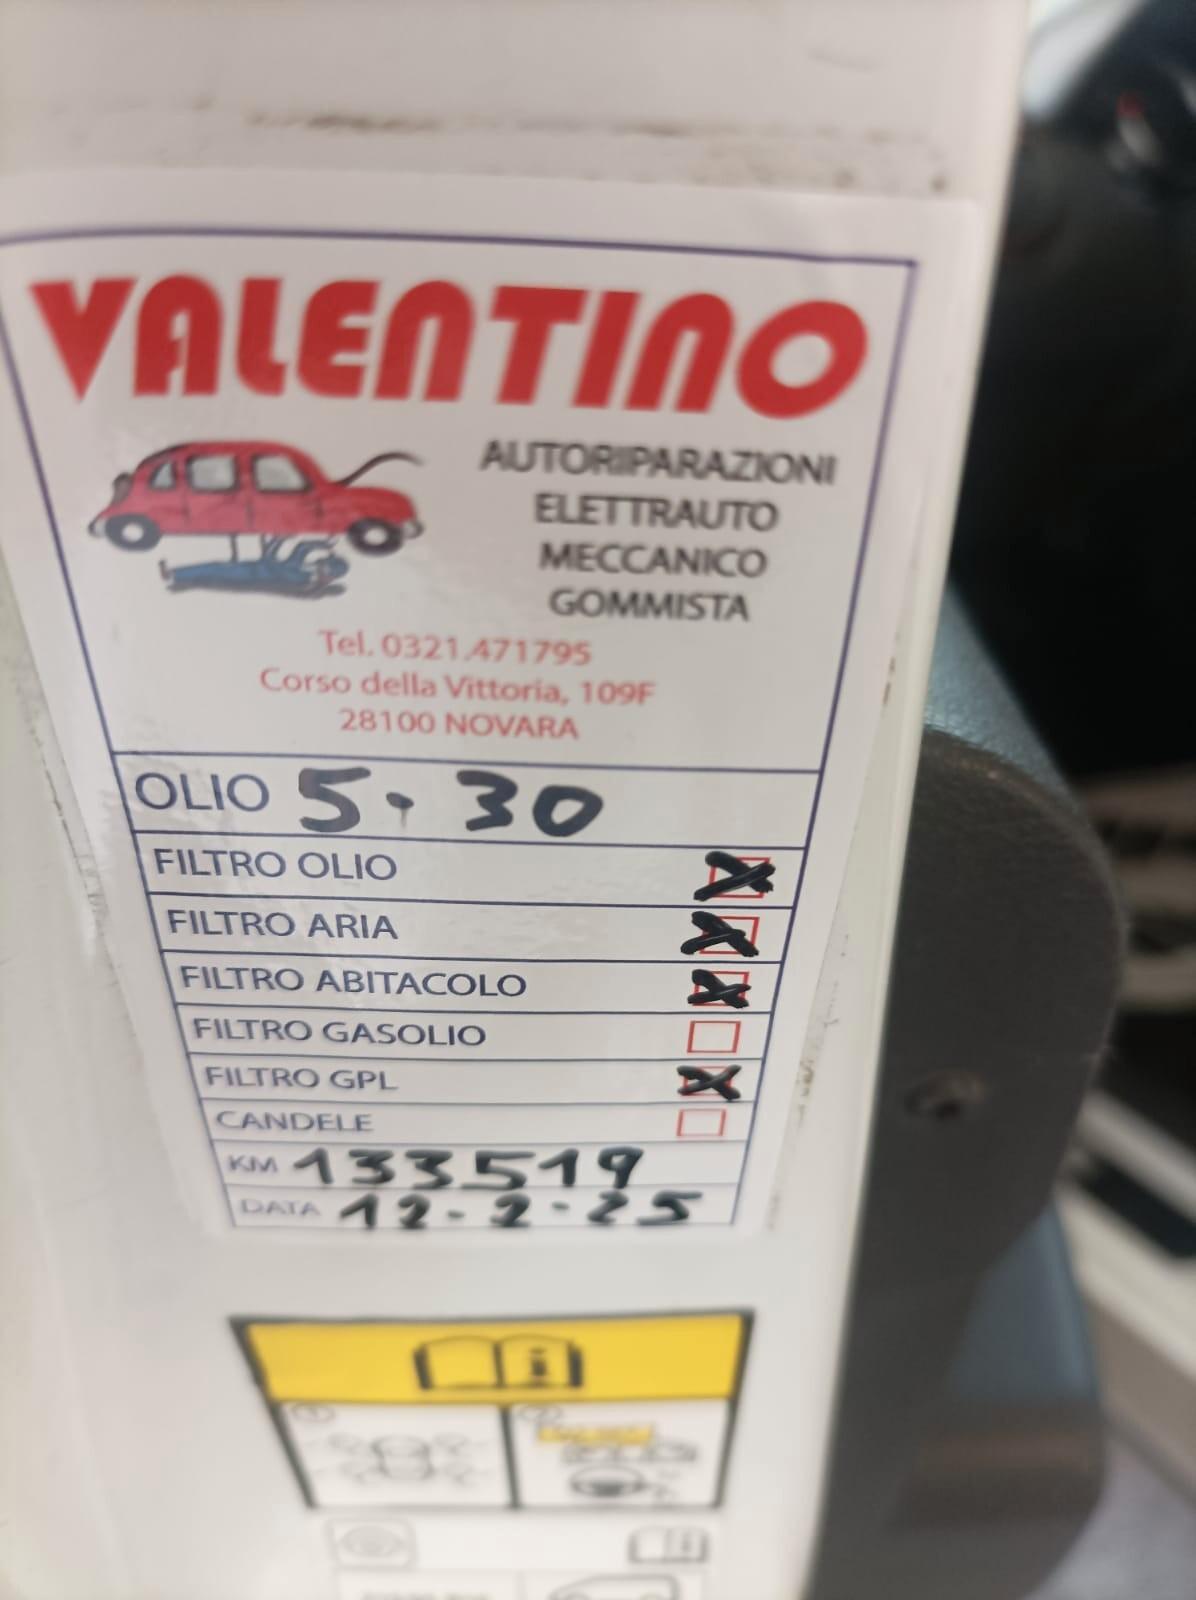 VALENTINO
AUTORIPARAZIONI
ELETTRAUTO
MECCANICO
GOMMISTA
Tel. 0321.471795
Corso della Vittoria, 109F
28100 NOVARA
OLIO 5.30
FILTRO OLIO
FILTRO ARIA
FILTRO ABITACOLO
FILTRO GASOLIO
FILTRO GPL
CANDELE
KM 133519
DATA 12-2-25